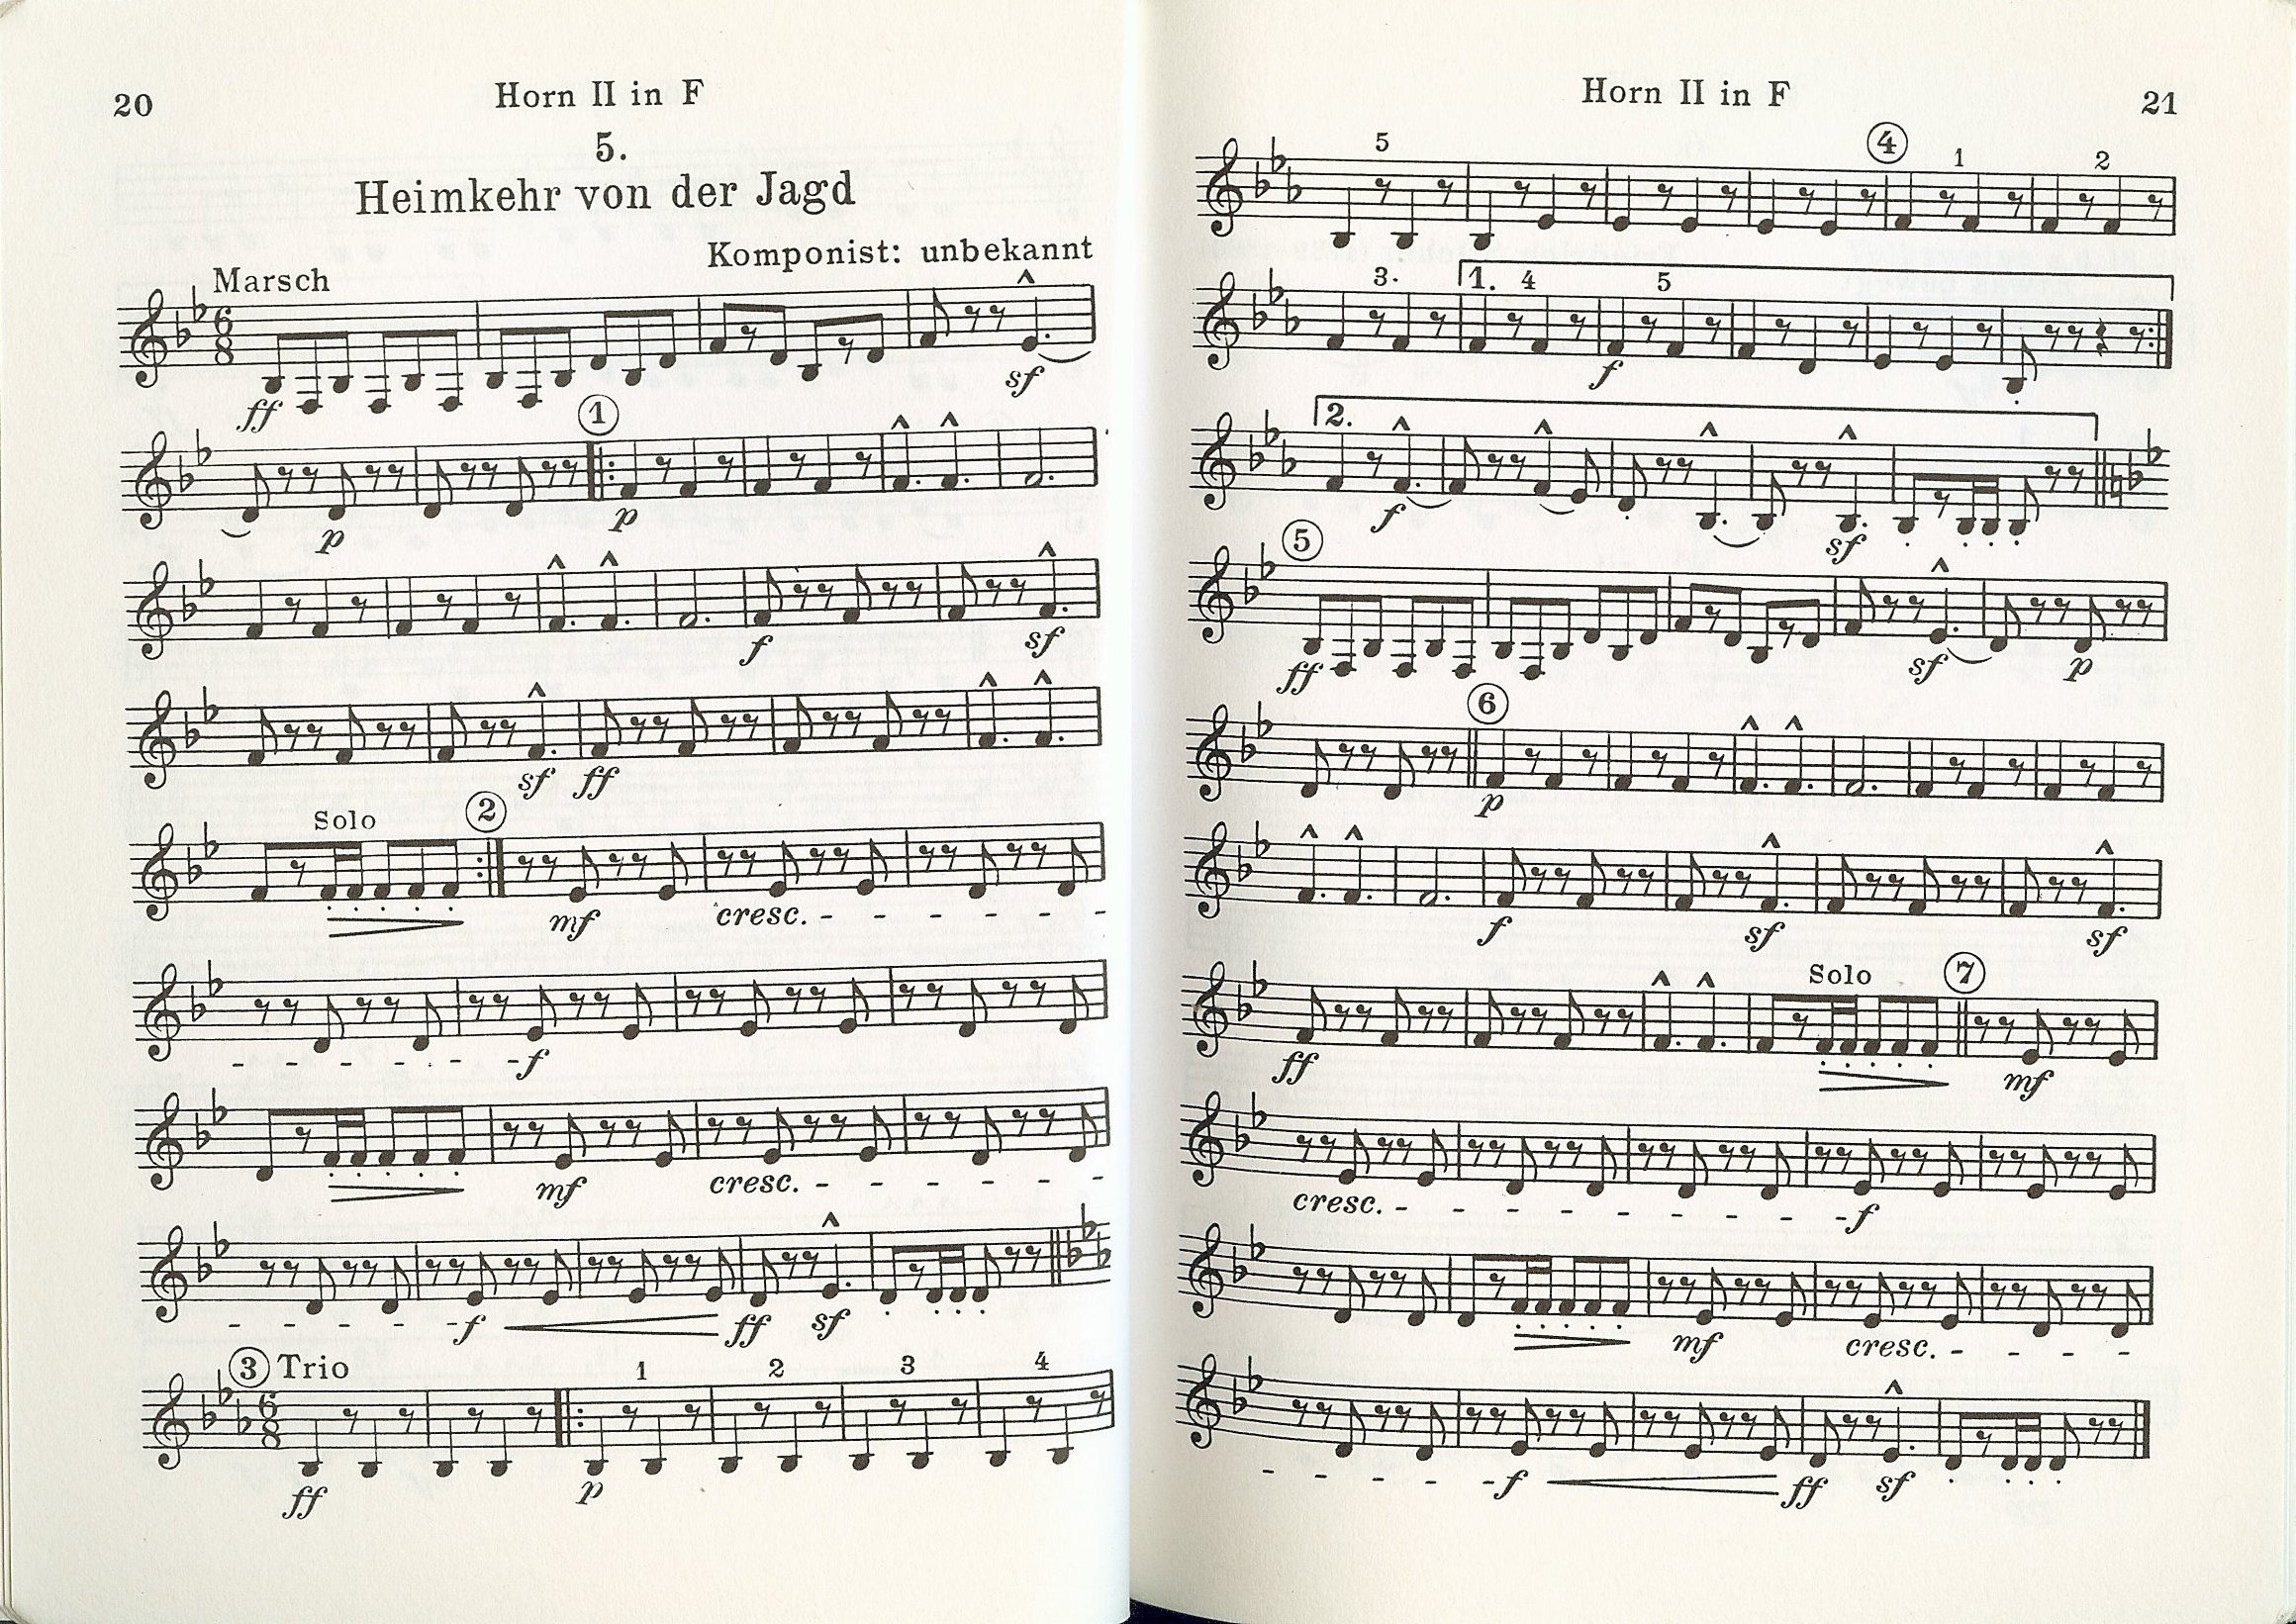 20
Horn II in F
5.
Heimkehr von der Jagd
Komponist: unbekannt
Marsch
6
8
ff
sf
1
p
p
f
sf
sf ff
Solo
2
mf
cresc.
f
mf
cresc.
f
ff
sf
3 Trio
1 2 3 4
6
8
ff
p
Horn II in F
21
5
4
1
2
3. 1. 4 5
f
2.
f
sf
5
ff
sf
p
6
p
f
sf
sf
Solo
7
ff
mf
cresc.
f
mf
cresc.
f
ff
sf